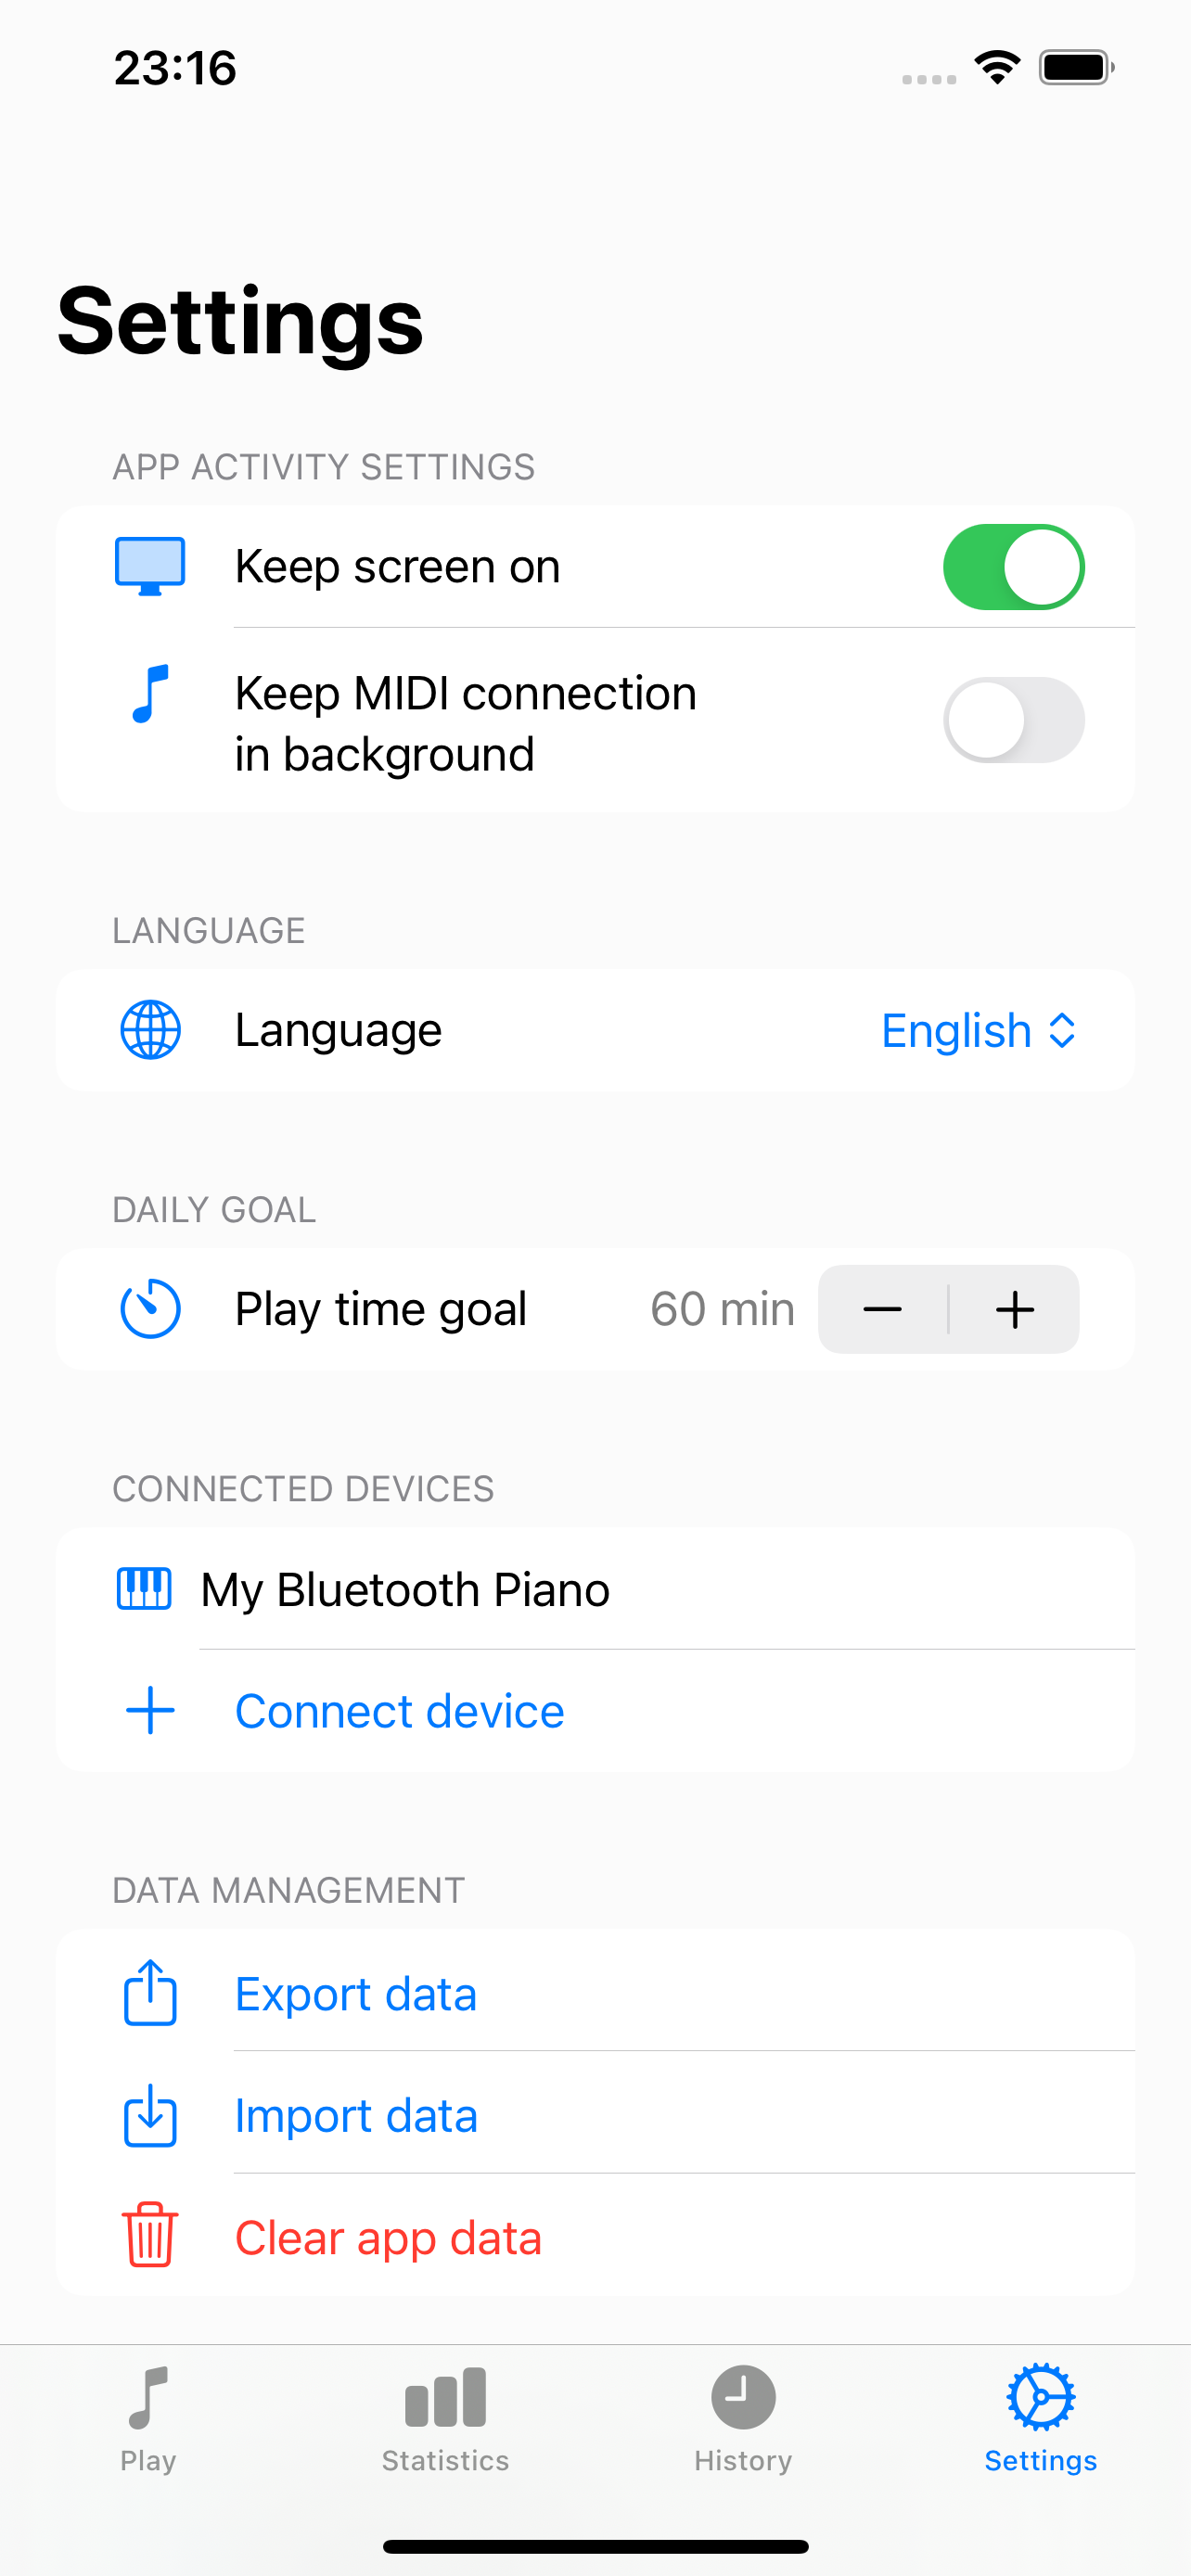 23:16
Settings
APP ACTIVITY SETTINGS
Keep screen on
Keep MIDI connection
in background
LANGUAGE
Language English
DAILY GOAL
Play time goal 60 min
CONNECTED DEVICES
My Bluetooth Piano
Connect device
DATA MANAGEMENT
Export data
Import data
Clear app data
Play Statistics History Settings